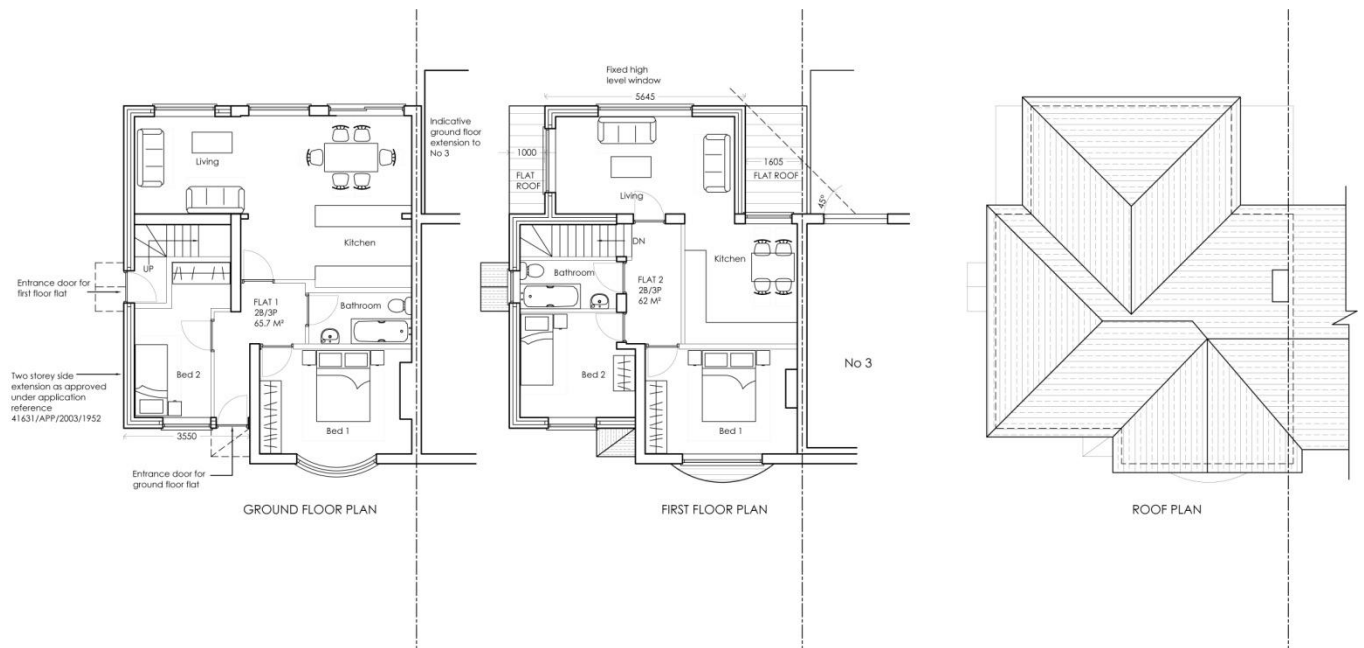 Living
Kitchen
UP
Bathroom
FLAT 1
2B/3P
65.7 M²
Bed 2
Bed 1
3550
Entrance door for
first floor flat
Two storey side
extension as approved
under application
reference
41631/APP/2003/1952
Entrance door for
ground floor flat
Indicative
ground floor
extension to
No 3
GROUND FLOOR PLAN
Fixed high
level window
5645
1000
FLAT
ROOF
1605
FLAT ROOF
45°
Living
DN
Kitchen
Bathroom
FLAT 2
2B/3P
62 M²
Bed 2
Bed 1
No 3
FIRST FLOOR PLAN
ROOF PLAN